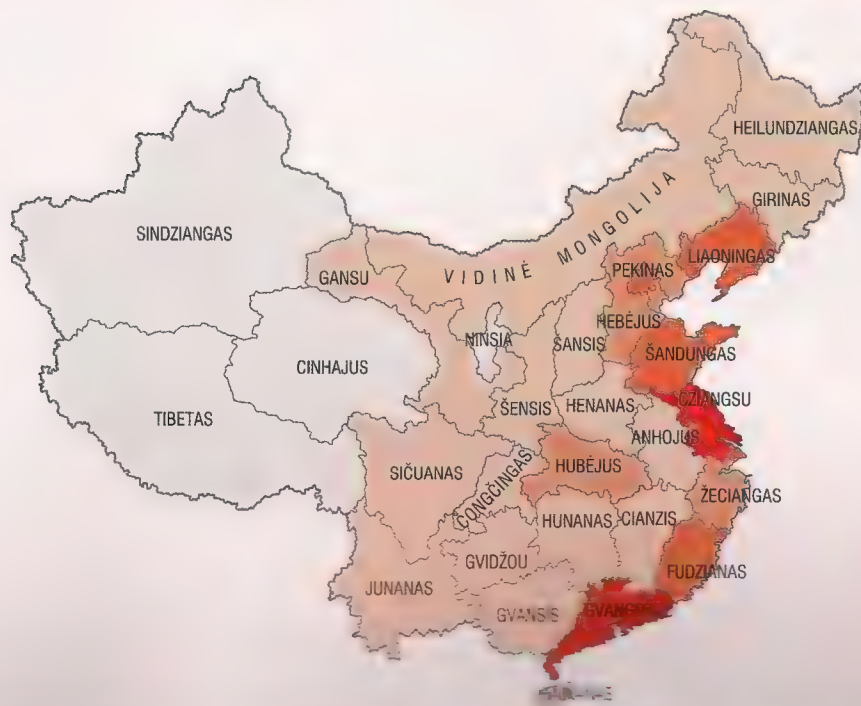 HEILUNDZIANGAS
GIRINAS
SINDZIANGAS
VIDINĖ MONGOLIJA
LIAONINGAS
PEKINAS
GANSU
HEBĖJUS
NINSIA
ŠANSIS
ŠANDUNGAS
CINHAJUS
DZIANGSU
TIBETAS
ŠENSIS
HENANAS
ANHOJUS
SIČUANAS
HUBĖJUS
ČONGČINGAS
ŽECIANGAS
HUNANAS
CIANZIS
GVIDŽOU
FUDZIANAS
JUNANAS
GVANSIS